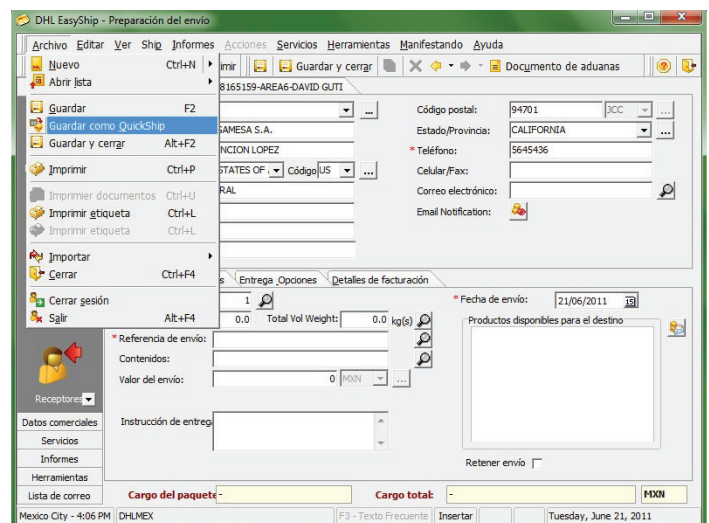 DHL EasyShip - Preparación del envío
Archivo Editar Ver Ship Informes Acciones Servicios Herramientas Manifestando Ayuda
Nuevo Ctrl+N
imir Guardar y cerrar Documento de aduanas
Abrir lista
8165159-AREA6-DAVID GUTI
Guardar F2
Código postal: 94701 JCC
Guardar como QuickShip
SAMESA S.A.
Estado/Provincia: CALIFORNIA
Guardar y cerrar Alt+F2
NCION LOPEZ
* Teléfono: 5645436
Imprimir Ctrl+P
STATES OF . Código US
Celular/Fax:
Imprimier documentos Ctrl+U
RAL
Correo electrónico:
Imprimir etiqueta Ctrl+L
Email Notification:
Imprimir etiqueta Ctrl+L
Importar
Cerrar Ctrl+F4
s Entrega_Opciones Detalles de facturación
Cerrar sesión
1
* Fecha de envío: 21/06/2011 15
Salir Alt+F4
0.0 Total Vol Weight: 0.0 kg(s)
Productos disponibles para el destino
* Referencia de envío:
Contenidos:
Valor del envío: 0 MXN
Receptores
Datos comerciales
Instrucción de entreg
Servicios
Informes
Retener envío
Herramientas
Lista de correo
Cargo del paquete - Cargo total: - MXN
Mexico City - 4:06 PM DHLMEX F3 - Texto Frecuente Insertar Tuesday, June 21, 2011